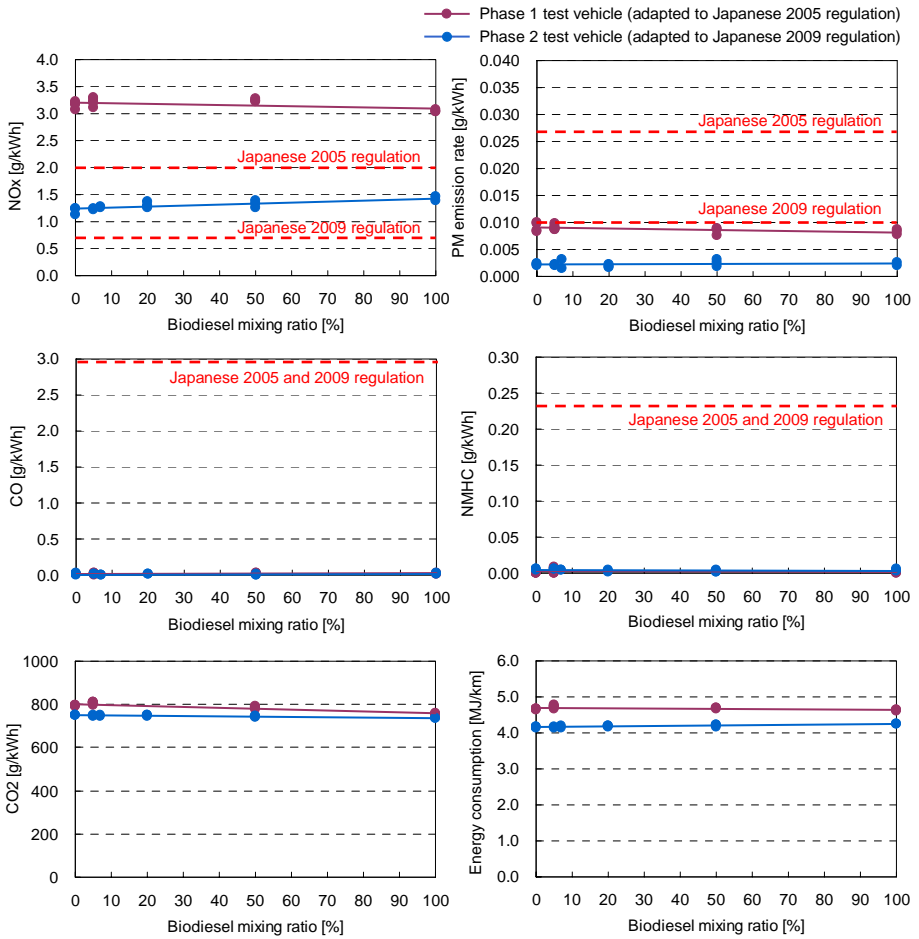 Phase 1 test vehicle (adapted to Japanese 2005 regulation)
Phase 2 test vehicle (adapted to Japanese 2009 regulation)
NOx [g/kWh]
4.0
3.5
3.0
2.5
2.0
1.5
1.0
0.5
0.0
Japanese 2005 regulation
Japanese 2009 regulation
0 10 20 30 40 50 60 70 80 90 100
Biodiesel mixing ratio [%]
PM emission rate [g/kWh]
0.040
0.035
0.030
0.025
0.020
0.015
0.010
0.005
0.000
Japanese 2005 regulation
Japanese 2009 regulation
0 10 20 30 40 50 60 70 80 90 100
Biodiesel mixing ratio [%]
CO [g/kWh]
3.0
2.5
2.0
1.5
1.0
0.5
0.0
Japanese 2005 and 2009 regulation
0 10 20 30 40 50 60 70 80 90 100
Biodiesel mixing ratio [%]
NMHC [g/kWh]
0.30
0.25
0.20
0.15
0.10
0.05
0.00
Japanese 2005 and 2009 regulation
0 10 20 30 40 50 60 70 80 90 100
Biodiesel mixing ratio [%]
CO2 [g/kWh]
1000
800
600
400
200
0
0 10 20 30 40 50 60 70 80 90 100
Biodiesel mixing ratio [%]
Energy consumption [MJ/km]
6.0
5.0
4.0
3.0
2.0
1.0
0.0
0 10 20 30 40 50 60 70 80 90 100
Biodiesel mixing ratio [%]